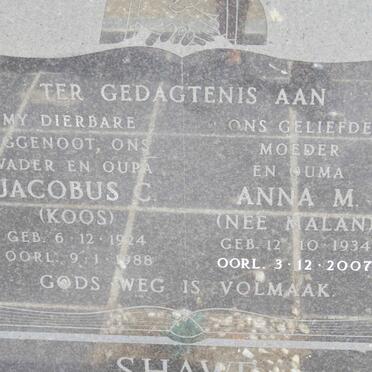 TER GEDAGTENIS AAN
MY DIERBARE
GGENOOT, ONS
VADER EN OUPA
JACOBUS C.
(KOOS)
GEB. 6·12·1924
OORL. 9·1·1988
ONS GELIEFDE
MOEDER
EN OUMA
ANNA M.
(NEE MALAN)
GEB. 12·10·1934
OORL. 3·12·2007
GODS WEG IS VOLMAAK.